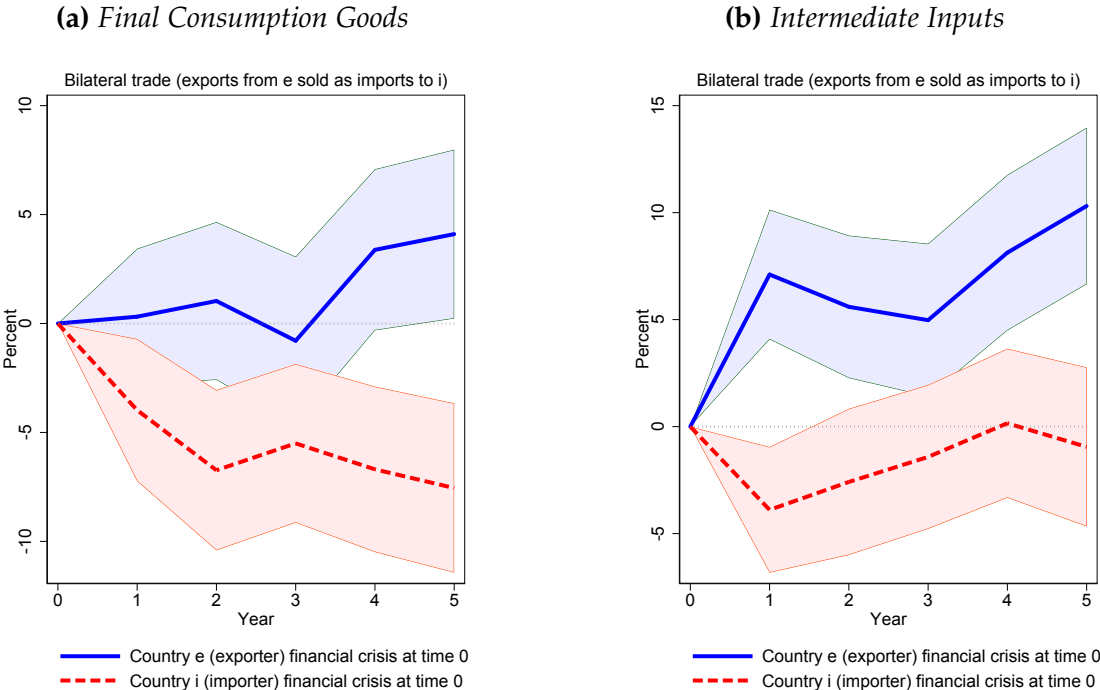 (a) Final Consumption Goods
Bilateral trade (exports from e sold as imports to i)
10
5
0
-5
-10
Percent
0 1 2 3 4 5
Year
Country e (exporter) financial crisis at time 0
Country i (importer) financial crisis at time 0
(b) Intermediate Inputs
Bilateral trade (exports from e sold as imports to i)
15
10
5
0
-5
Percent
0 1 2 3 4 5
Year
Country e (exporter) financial crisis at time 0
Country i (importer) financial crisis at time 0